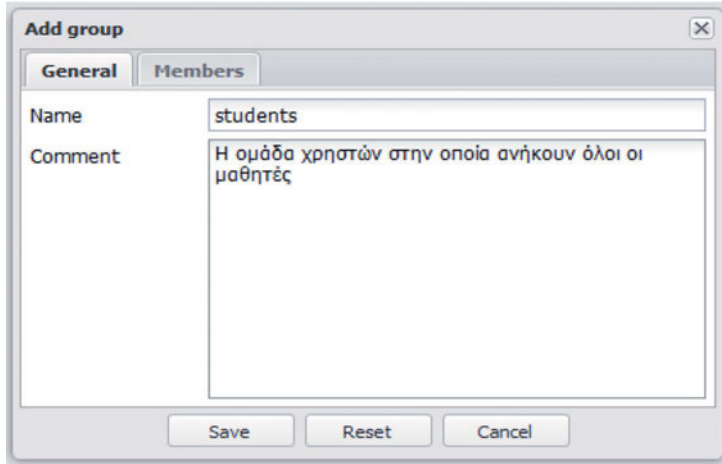 Add group
General Members
Name students
Comment Η ομάδα χρηστών στην οποία ανήκουν όλοι οι
μαθητές
Save Reset Cancel